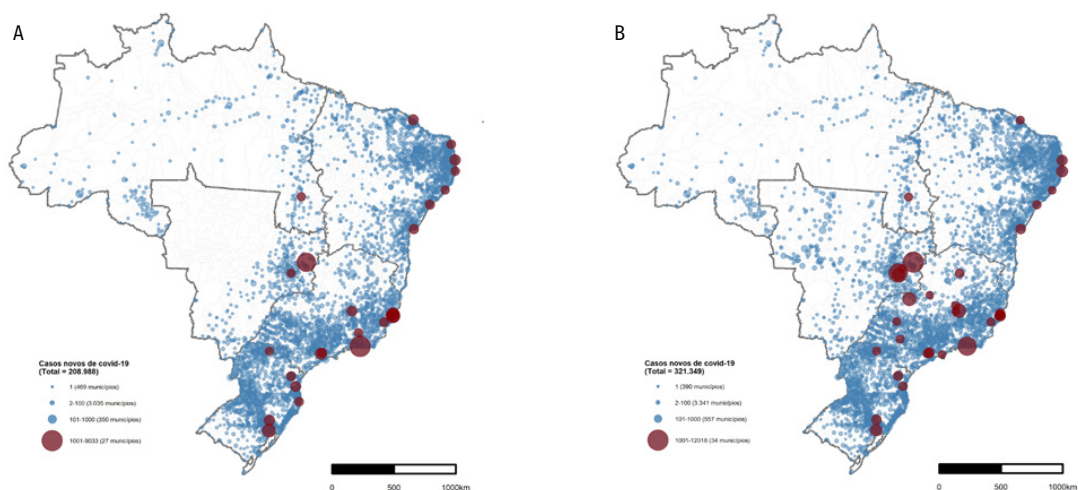 A
Casos novos de covid-19
(Total = 208.988)
1 (469 municípios)
2-100 (3.035 municípios)
101-1000 (350 municípios)
1001-9033 (27 municípios)
0 500 1000km
B
Casos novos de covid-19
(Total = 321.349)
1 (390 municípios)
2-100 (3.341 municípios)
101-1000 (557 municípios)
1001-12018 (34 municípios)
0 500 1000km